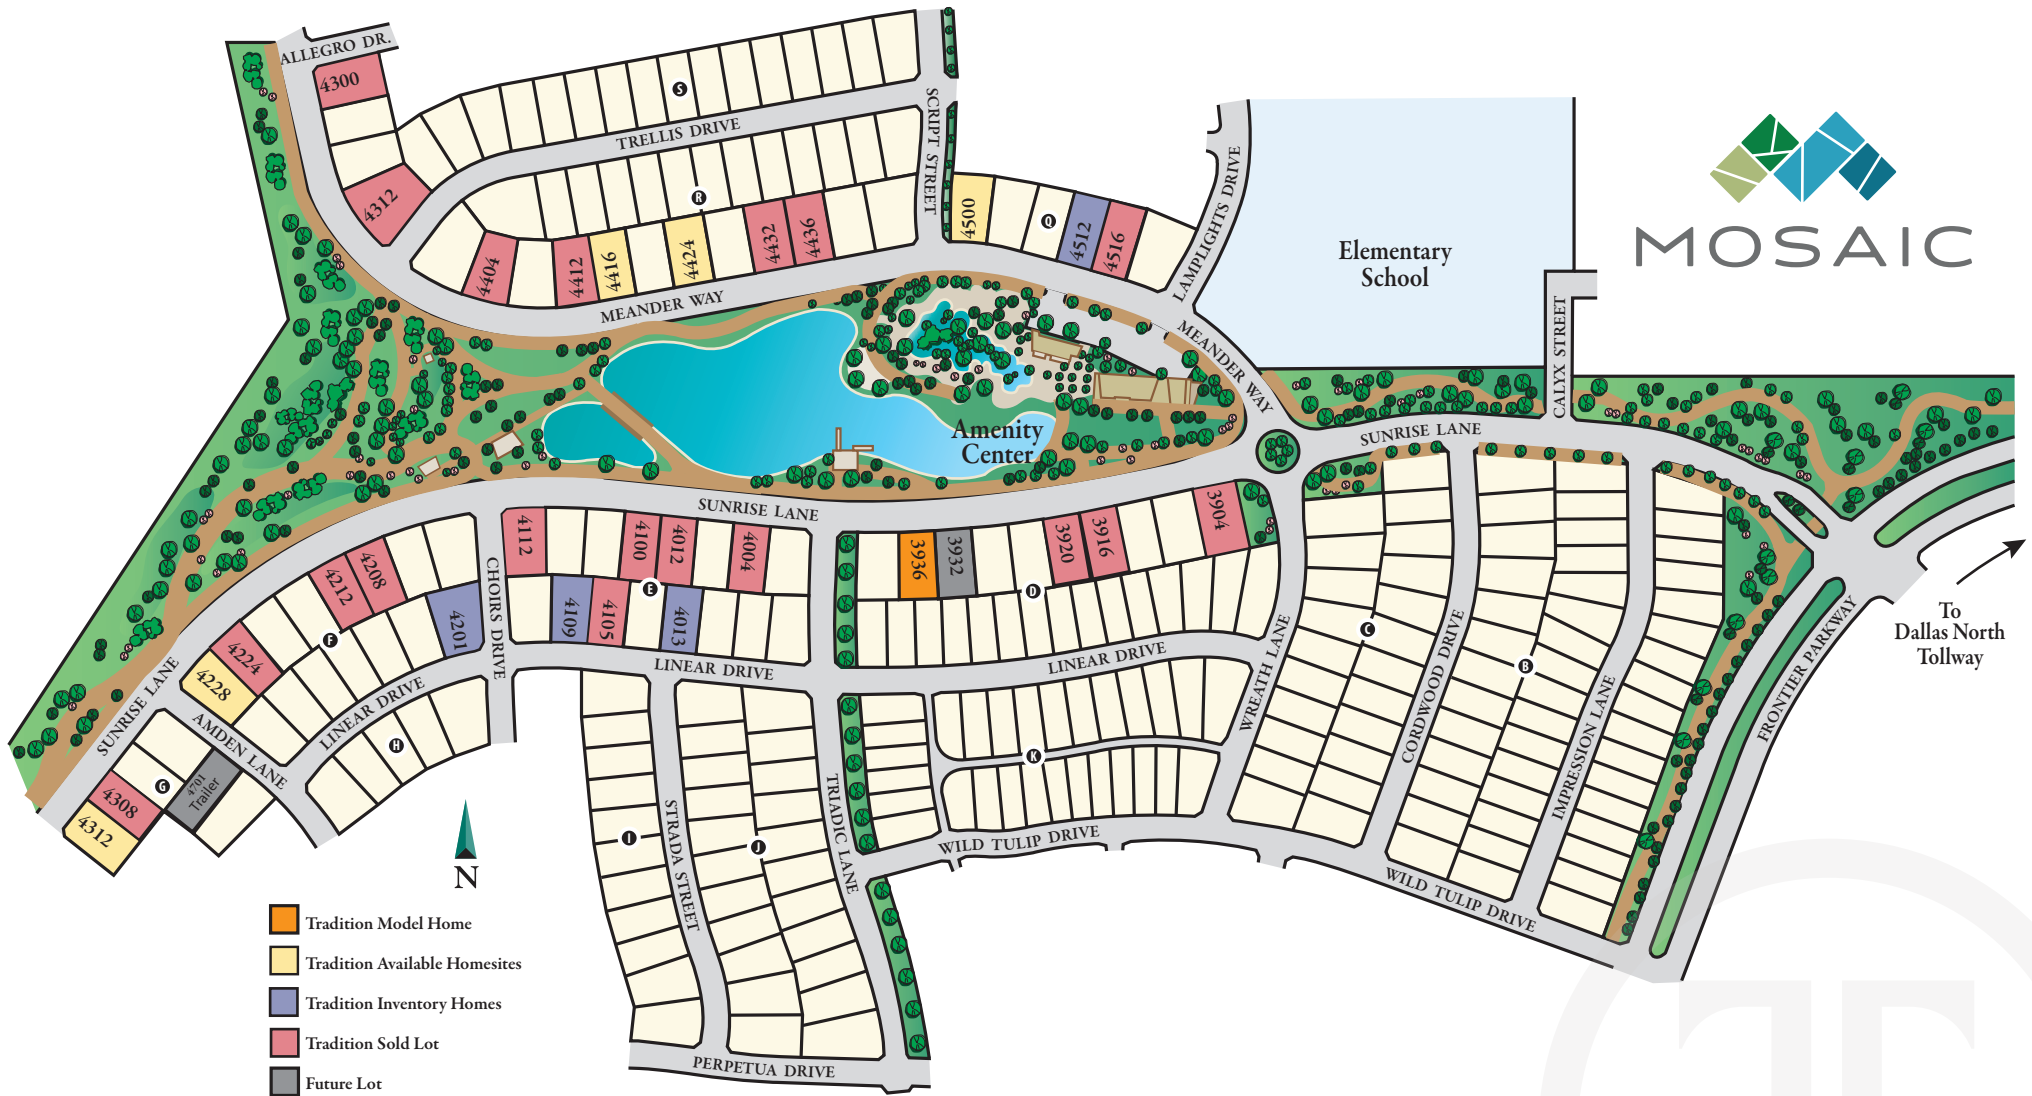 ALLEGRO DR.
4300
4312
S
TRELLIS DRIVE
SCRIPT STREET
R
4404
4412
4416
4424
4432
4436
MEANDER WAY
4500
Q
4512
4516
LAMPLIGHTS DRIVE
Elementary
School
MOSAIC
CALYX STREET
MEANDER WAY
SUNRISE LANE
Amenity
Center
SUNRISE LANE
4112
4100
4012
4004
E
4109
4105
4013
CHOIRS DRIVE
LINEAR DRIVE
3936
3932
3920
3916
3904
D
LINEAR DRIVE
WREATH LANE
C
CORDWOOD DRIVE
B
IMPRESSION LANE
FRONTIER PARKWAY
To
Dallas North
Tollway
4212
4208
4201
F
4224
4228
SUNRISE LANE
AMDEN LANE
LINEAR DRIVE
H
G
4701
Trailer
4308
4312
K
I
STRADA STREET
J
TRIADIC LANE
WILD TULIP DRIVE
WILD TULIP DRIVE
PERPETUA DRIVE
N
Tradition Model Home
Tradition Available Homesites
Tradition Inventory Homes
Tradition Sold Lot
Future Lot
T